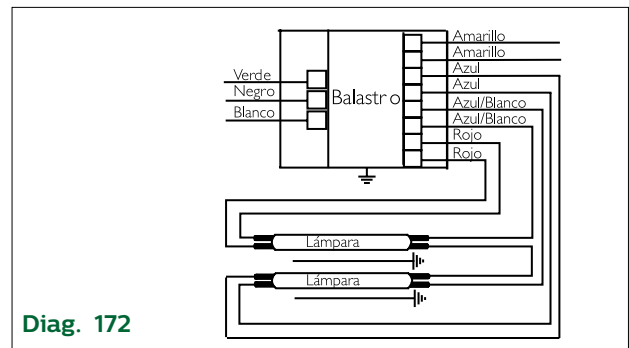 Amarillo
Amarillo
Azul
Azul
Azul/Blanco
Azul/Blanco
Rojo
Rojo
Verde
Negro
Blanco
Balastro
Lámpara
Lámpara
Diag. 172